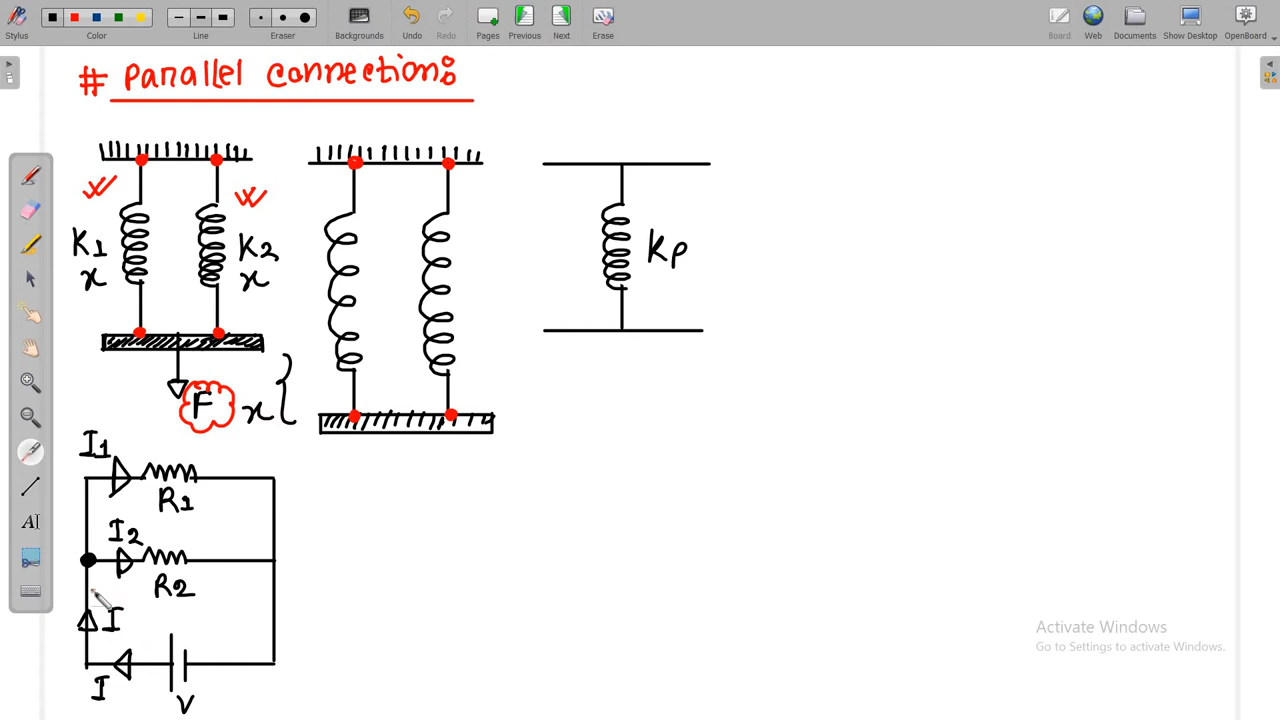 Stylus
Color
Line
Eraser
Backgrounds
Undo
Redo
Pages
Previous
Next
Erase
Board
Web
Documents
Show Desktop
OpenBoard
# Parallel Connection:
K1
x
K2
x
F
x
Kp
I1
R1
I2
R2
I
I
V
Activate Windows
Go to Settings to activate Windows.